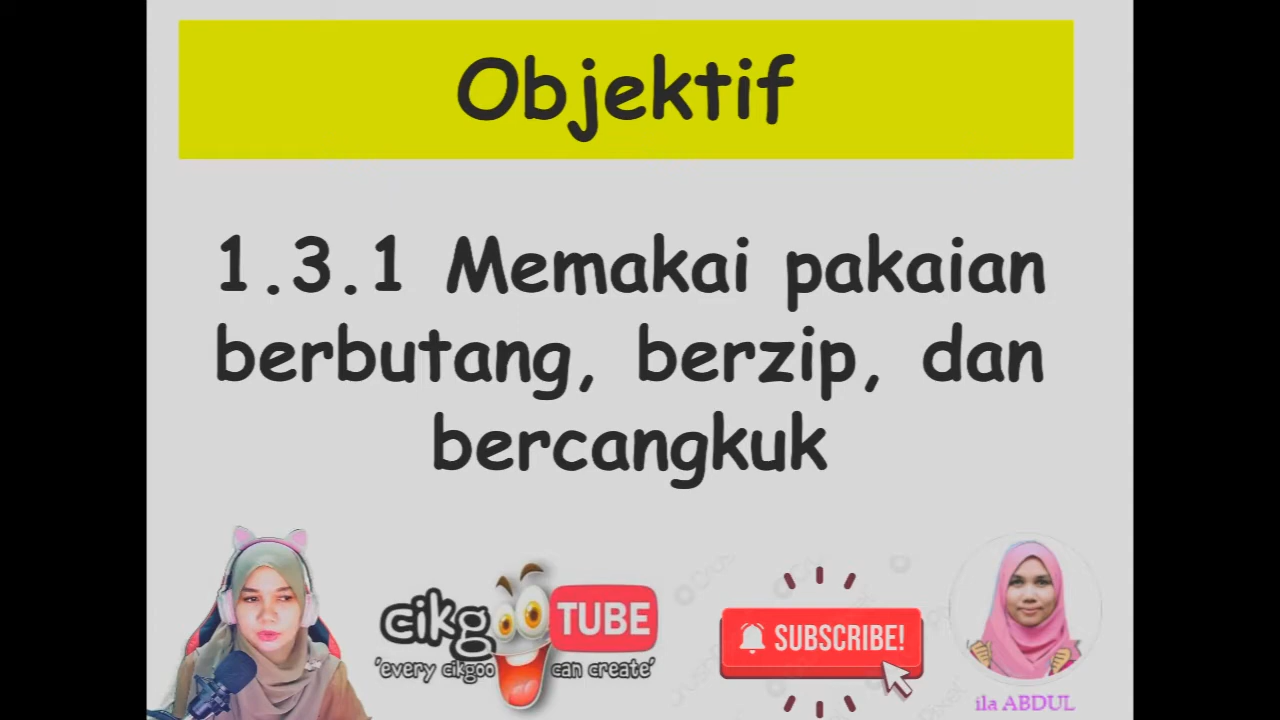 Objektif
1.3.1 Memakai pakaian
berbutang, berzip, dan
bercangkuk
cikgoo TUBE
'every cikgoo can create'
SUBSCRIBE!
ila ABDUL